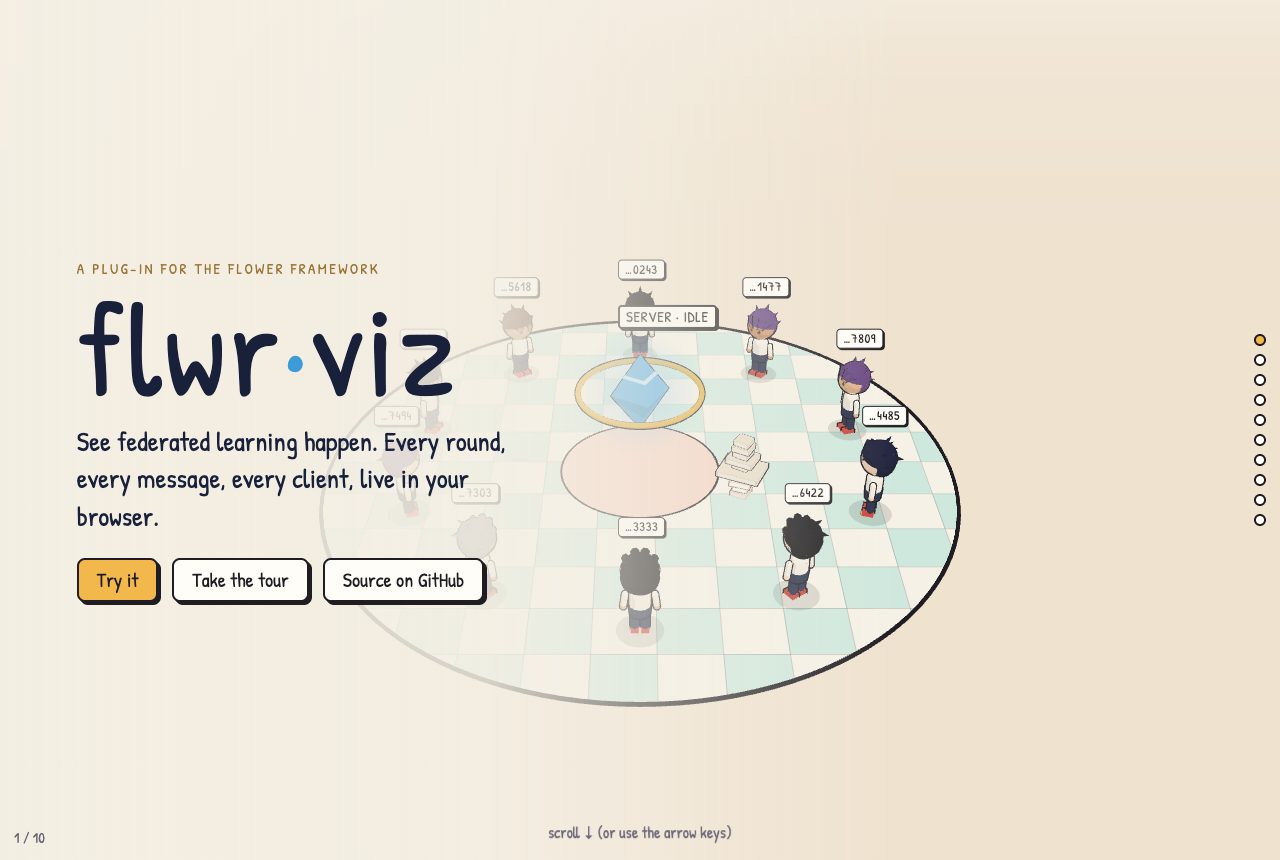 A PLUG-IN FOR THE FLOWER FRAMEWORK
flwr·viz
See federated learning happen. Every round,
every message, every client, live in your
browser.
Try it
Take the tour
Source on GitHub
…5618
…0243
…1477
SERVER · IDLE
…7809
…7494
…4485
…7303
…6422
…3333
1 / 10
scroll ↓ (or use the arrow keys)